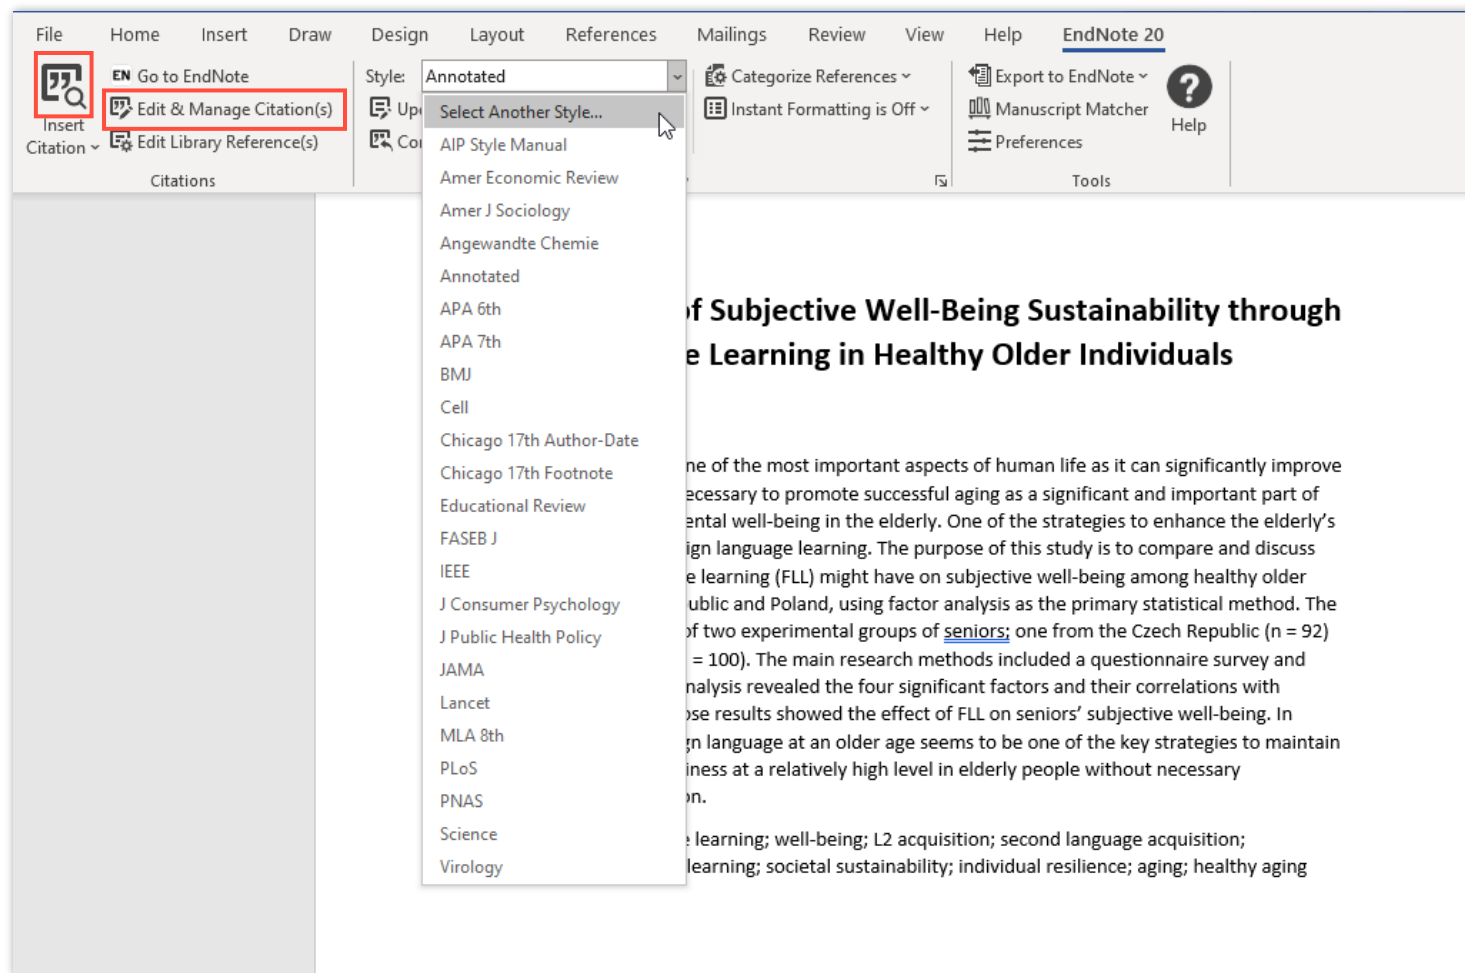 File Home Insert Draw Design Layout References Mailings Review View Help EndNote 20
Insert
Citation
EN Go to EndNote
Edit & Manage Citation(s)
Edit Library Reference(s)
Citations
Style: Annotated
Select Another Style...
AIP Style Manual
Amer Economic Review
Amer J Sociology
Angewandte Chemie
Annotated
APA 6th
APA 7th
BMJ
Cell
Chicago 17th Author-Date
Chicago 17th Footnote
Educational Review
FASEB J
IEEE
J Consumer Psychology
J Public Health Policy
JAMA
Lancet
MLA 8th
PLoS
PNAS
Science
Virology
Categorize References
Instant Formatting is Off
Export to EndNote
Manuscript Matcher
Preferences
Help
Tools
of Subjective Well-Being Sustainability through
Learning in Healthy Older Individuals
of the most important aspects of human life as it can significantly improve
to promote successful aging as a significant and important part of
well-being in the elderly. One of the strategies to enhance the elderly's
language learning. The purpose of this study is to compare and discuss
learning (FLL) might have on subjective well-being among healthy older
and Poland, using factor analysis as the primary statistical method. The
of two experimental groups of seniors; one from the Czech Republic (n = 92)
= 100). The main research methods included a questionnaire survey and
revealed the four significant factors and their correlations with
results showed the effect of FLL on seniors' subjective well-being. In
language at an older age seems to be one of the key strategies to maintain
at a relatively high level in elderly people without necessary
learning; well-being; L2 acquisition; second language acquisition;
learning; societal sustainability; individual resilience; aging; healthy aging